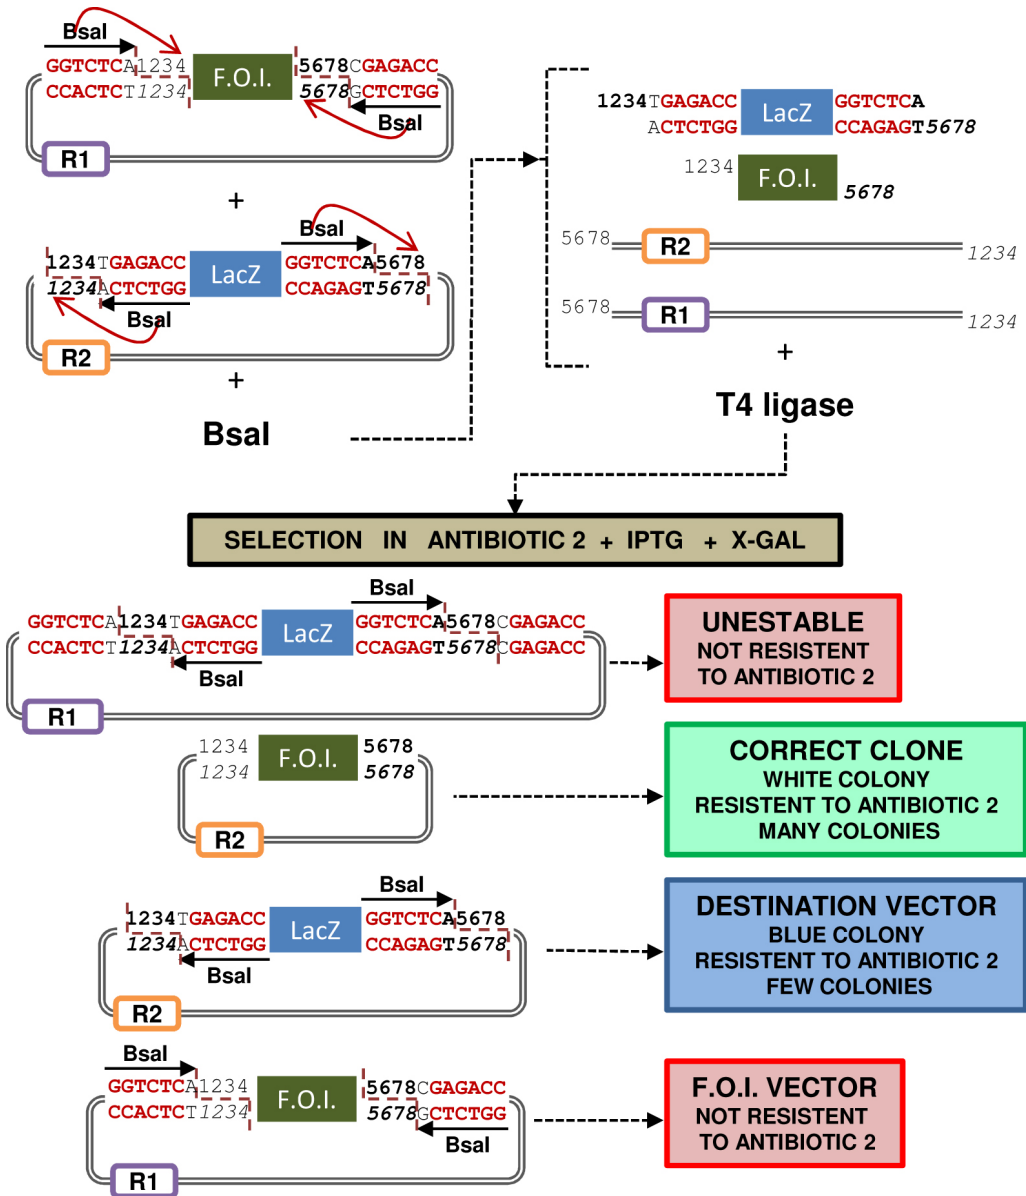 BsaI
GGTCTCA1234 F.O.I. 5678CGAGACC
CCACTCT1234 5678GCTCTGG
BsaI
R1
+
BsaI
1234TGAGACC LacZ GGTCTCA5678
1234ACTCTGG CCAGAGT5678
BsaI
R2
+
BsaI
1234TGAGACC LacZ GGTCTCA
ACTCTGG CCAGAGT5678
1234 F.O.I. 5678
5678 R2 1234
5678 R1 1234
+
T4 ligase
SELECTION IN ANTIBIOTIC 2 + IPTG + X-GAL
BsaI
GGTCTCA1234TGAGACC LacZ GGTCTCA5678CGAGACC
CCACTCT1234ACTCTGG CCAGAGT5678CGAGACC
BsaI
R1
UNESTABLE
NOT RESISTENT
TO ANTIBIOTIC 2
1234 F.O.I. 5678
1234 5678
R2
CORRECT CLONE
WHITE COLONY
RESISTENT TO ANTIBIOTIC 2
MANY COLONIES
BsaI
1234TGAGACC LacZ GGTCTCA5678
1234ACTCTGG CCAGAGT5678
BsaI
R2
DESTINATION VECTOR
BLUE COLONY
RESISTENT TO ANTIBIOTIC 2
FEW COLONIES
BsaI
GGTCTCA1234 F.O.I. 5678CGAGACC
CCACTCT1234 5678GCTCTGG
BsaI
R1
F.O.I. VECTOR
NOT RESISTENT
TO ANTIBIOTIC 2